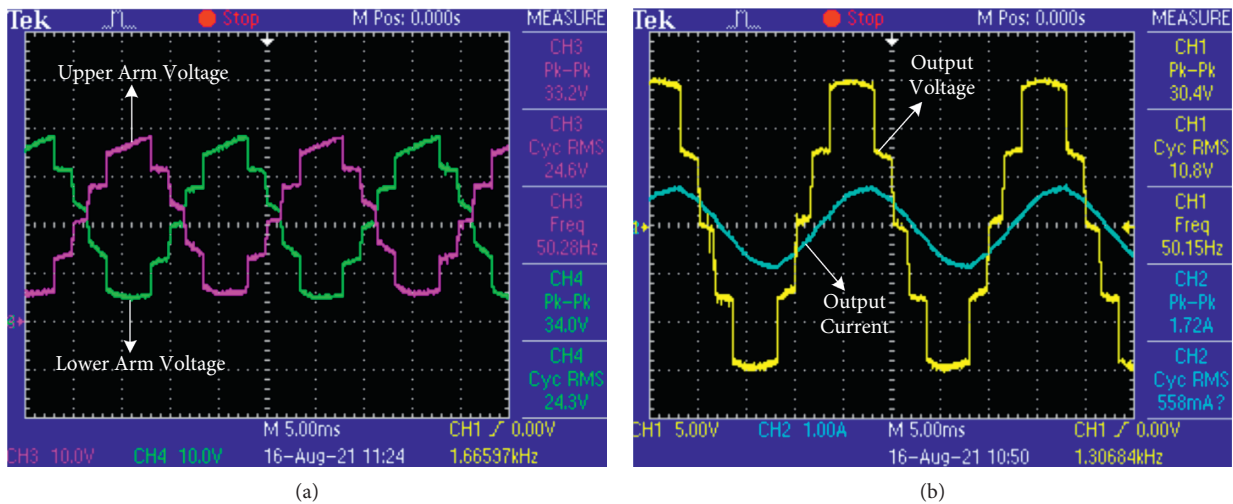 Tek Stop M Pos: 0.000s MEASURE
CH3
Pk-Pk
33.2V
CH3
Cyc RMS
24.6V
CH3
Freq
50.28Hz
CH4
Pk-Pk
34.0V
CH4
Cyc RMS
24.3V
Upper Arm Voltage
Lower Arm Voltage
CH3 10.0V CH4 10.0V M 5.00ms CH1 0.00V
16-Aug-21 11:24 1.66597kHz
(a)
Tek Stop M Pos: 0.000s MEASURE
CH1
Pk-Pk
30.4V
CH1
Cyc RMS
10.8V
CH1
Freq
50.15Hz
CH2
Pk-Pk
1.72A
CH2
Cyc RMS
558mA?
Output
Voltage
Output
Current
1
CH1 5.00V CH2 1.00A M 5.00ms CH1 0.00V
16-Aug-21 10:50 1.30684kHz
(b)